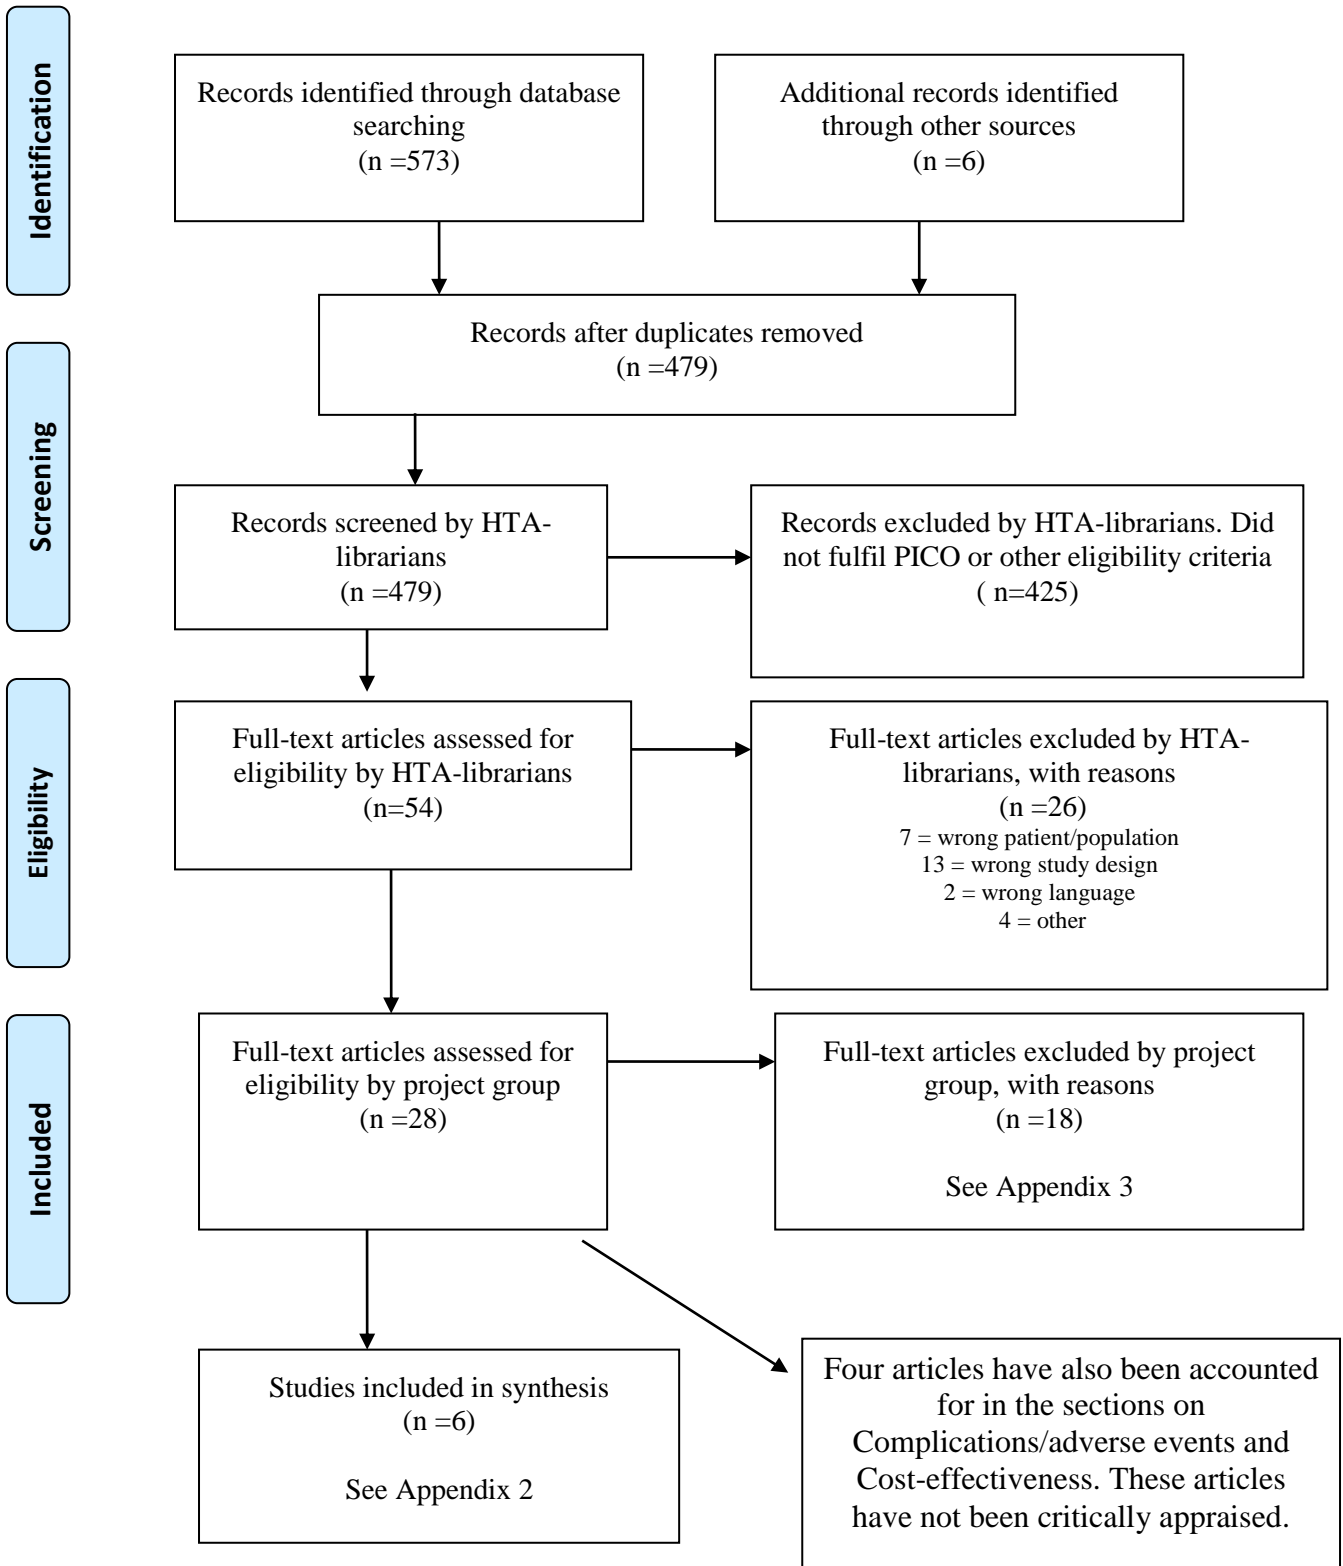 Identification
Records identified through database
searching
(n =573)
Additional records identified
through other sources
(n =6)
Records after duplicates removed
(n =479)
Screening
Records screened by HTA-
librarians
(n =479)
Records excluded by HTA-librarians. Did
not fulfil PICO or other eligibility criteria
( n=425)
Eligibility
Full-text articles assessed for
eligibility by HTA-librarians
(n=54)
Full-text articles excluded by HTA-
librarians, with reasons
(n =26)
7 = wrong patient/population
13 = wrong study design
2 = wrong language
4 = other
Included
Full-text articles assessed for
eligibility by project group
(n =28)
Full-text articles excluded by project
group, with reasons
(n =18)
See Appendix 3
Studies included in synthesis
(n =6)
See Appendix 2
Four articles have also been accounted
for in the sections on
Complications/adverse events and
Cost-effectiveness. These articles
have not been critically appraised.